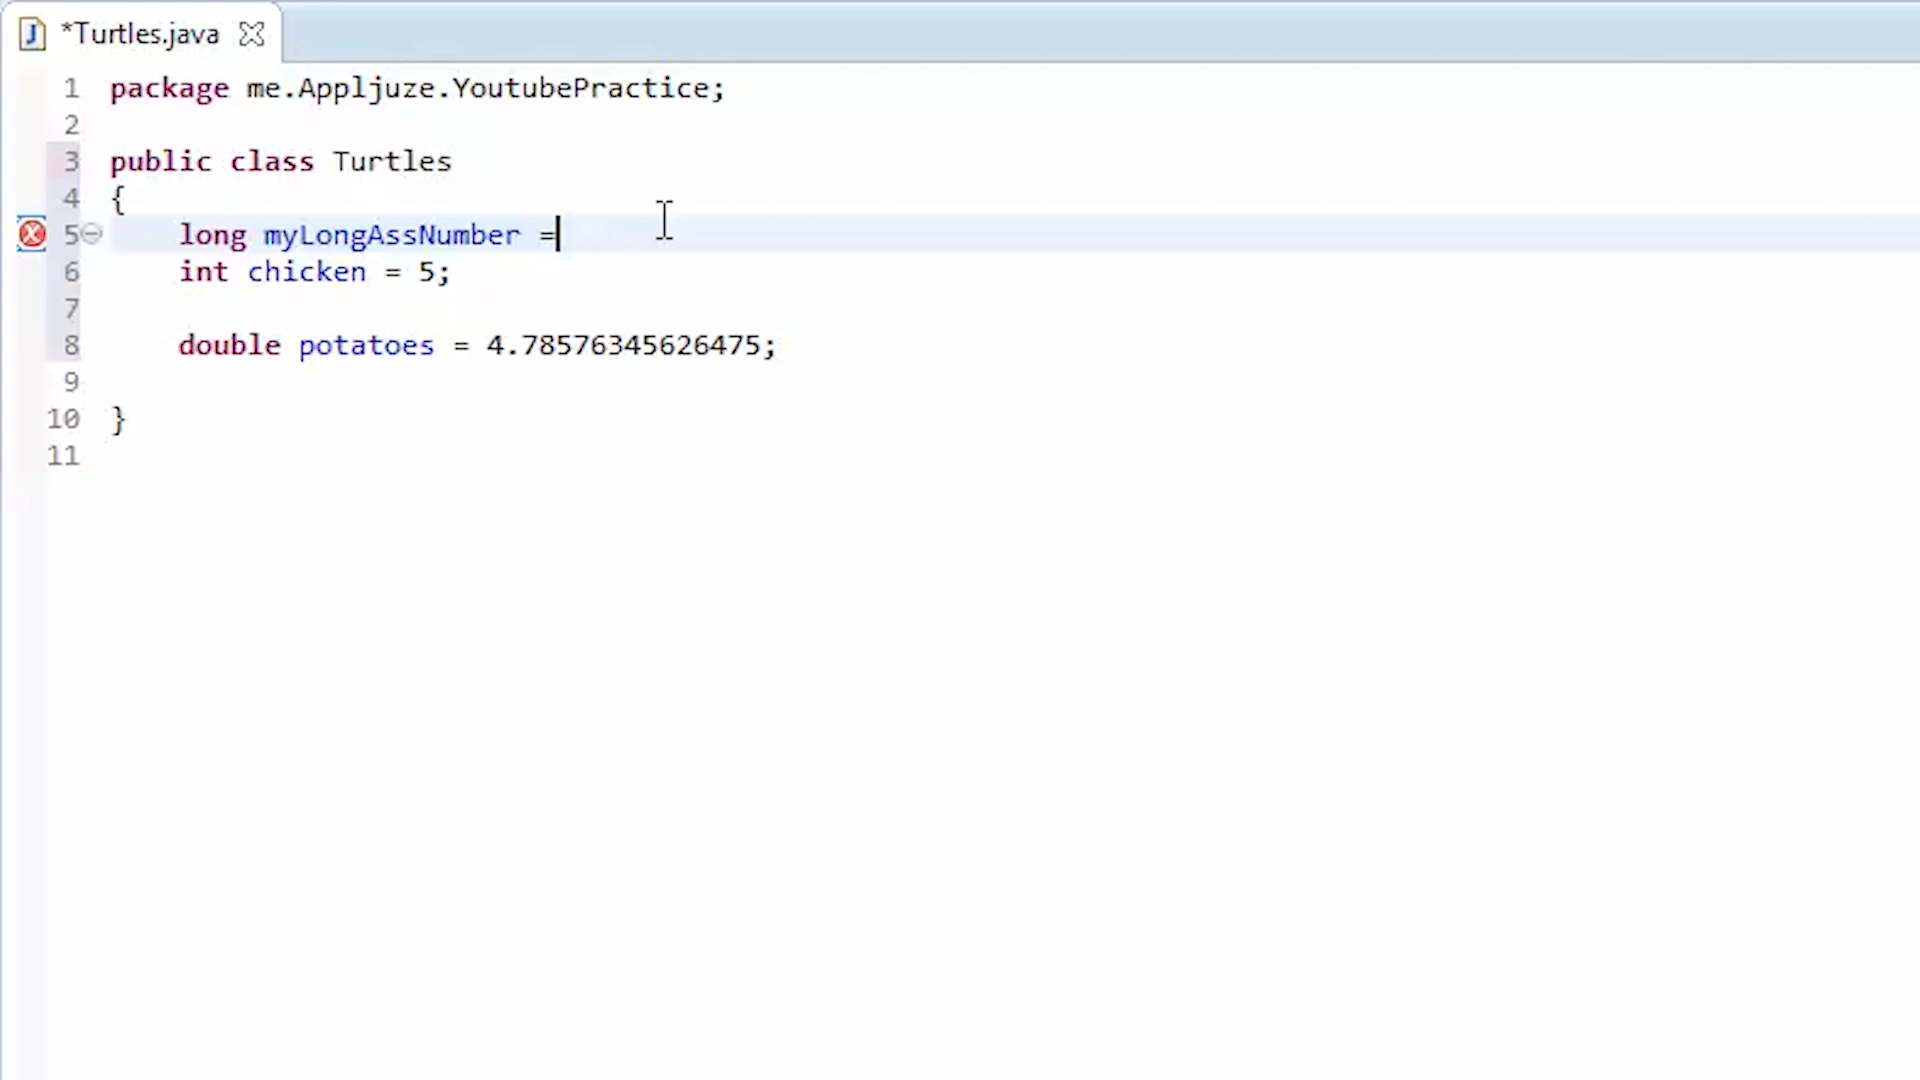 *Turtles.java
1 package me.Appljuze.YoutubePractice;
2
3 public class Turtles
4 {
5 long myLongAssNumber =
6 int chicken = 5;
7
8 double potatoes = 4.78576345626475;
9
10 }
11